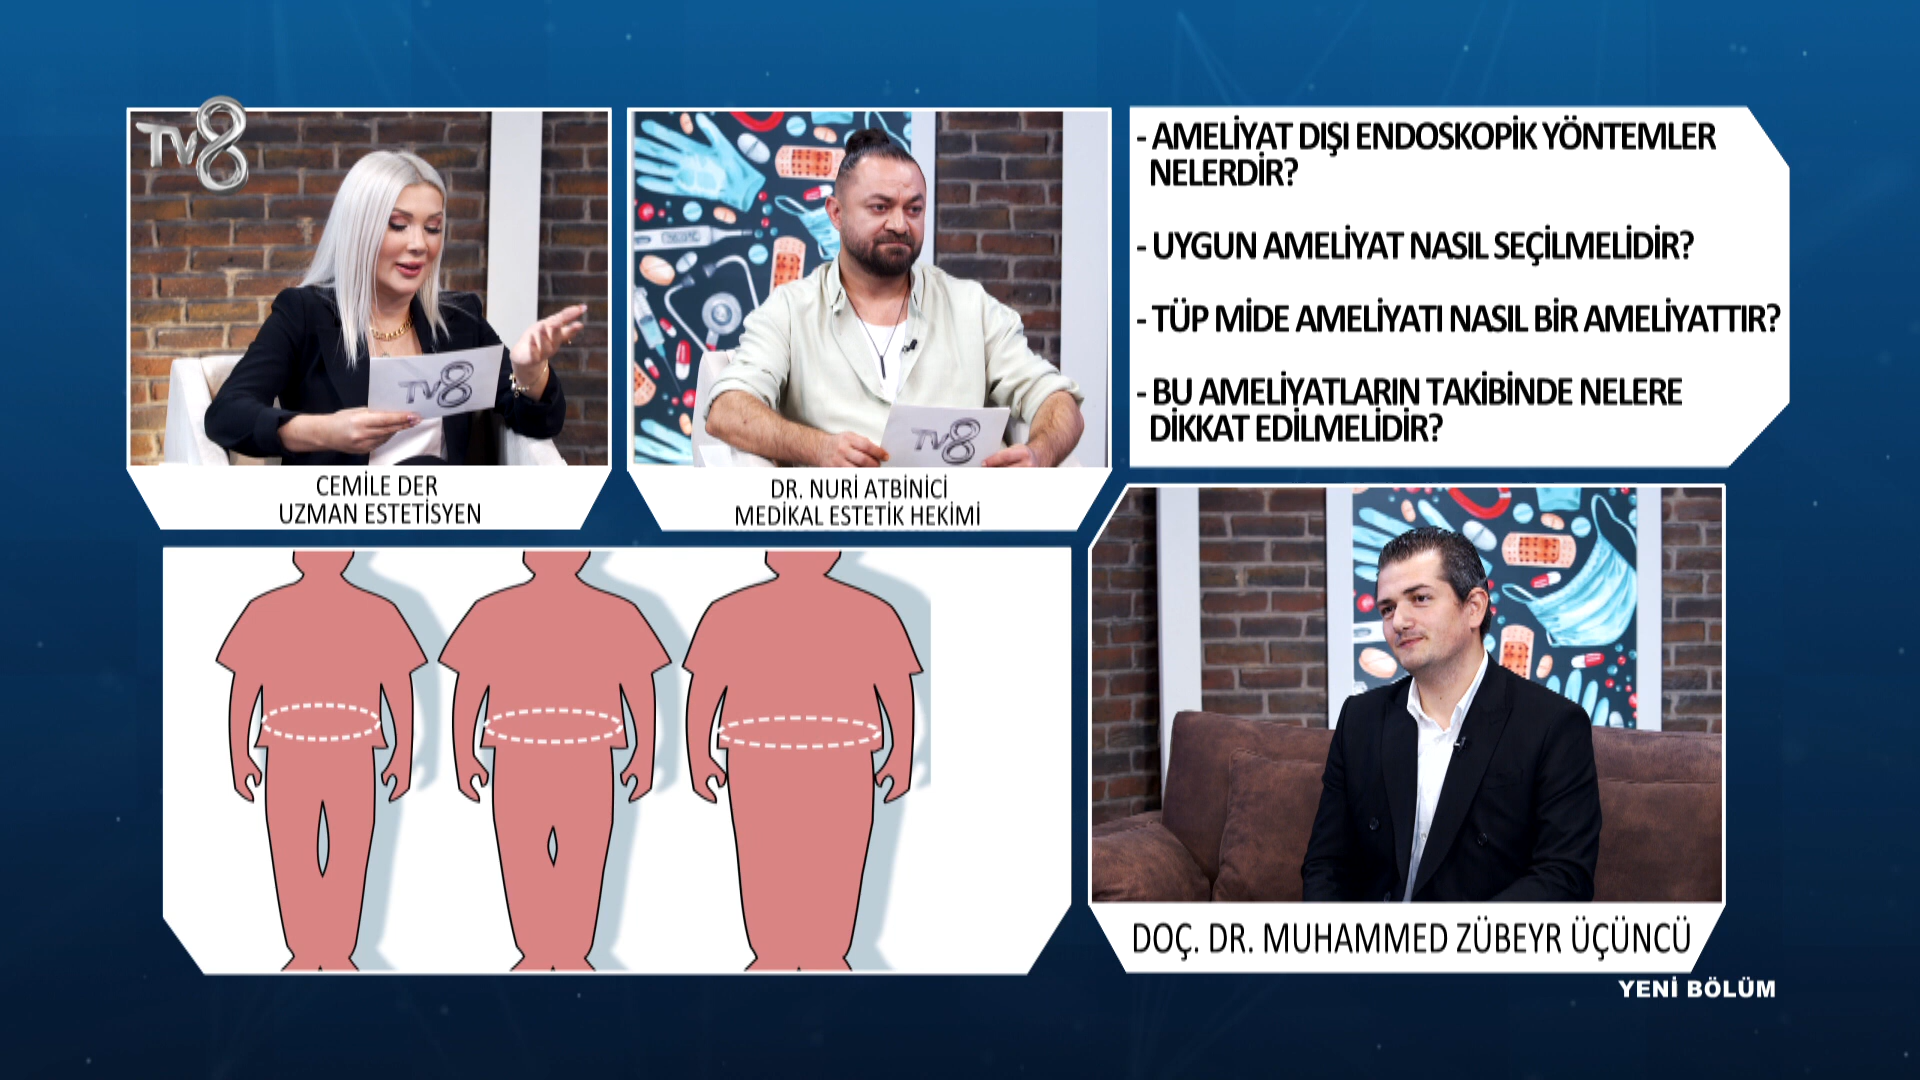 TV8
- AMELİYAT DIŞI ENDOSKOPİK YÖNTEMLER
NELERDİR?
- UYGUN AMELİYAT NASIL SEÇİLMELİDİR?
- TÜP MİDE AMELİYATI NASIL BİR AMELİYATTIR?
- BU AMELİYATLARIN TAKİBİNDE NELERE
DİKKAT EDİLMELİDİR?
TV8
TV8
CEMİLE DER
UZMAN ESTETİSYEN
DR. NURİ ATBİNİCİ
MEDİKAL ESTETİK HEKİMİ
DOÇ. DR. MUHAMMED ZÜBEYR ÜÇÜNCÜ
YENİ BÖLÜM